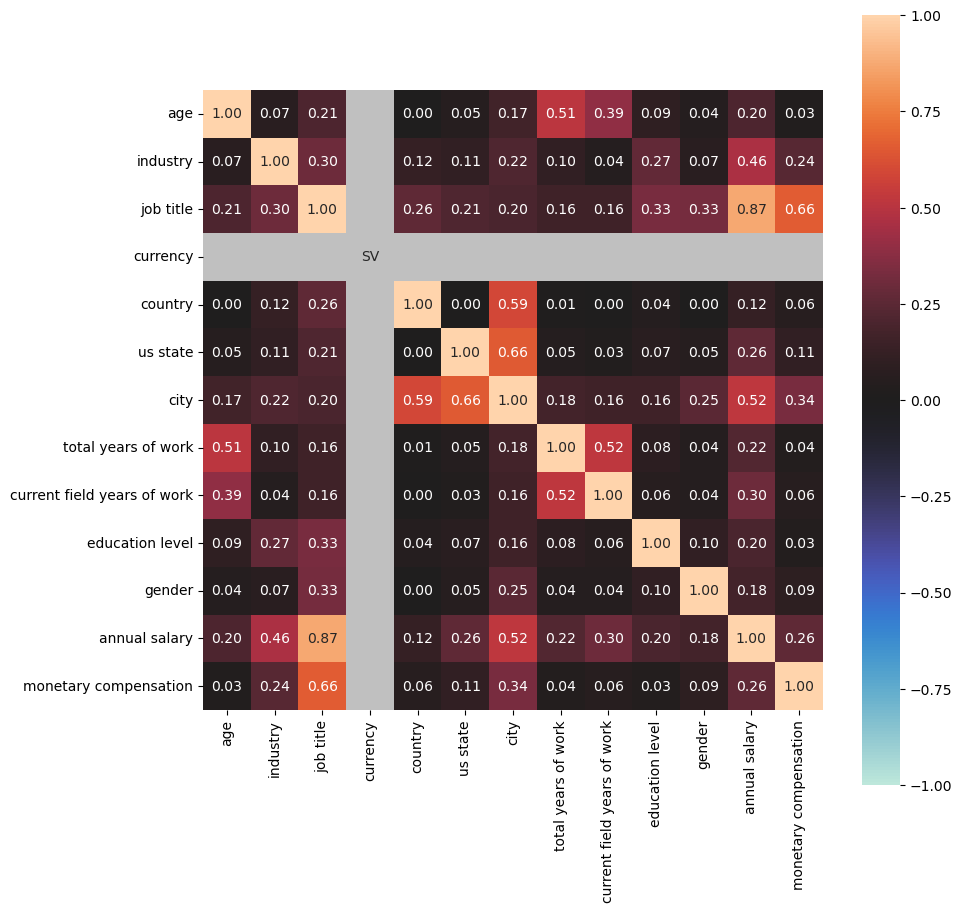 1.00
age 1.00 0.07 0.21 0.00 0.05 0.17 0.51 0.39 0.09 0.04 0.20 0.03
0.75
industry 0.07 1.00 0.30 0.12 0.11 0.22 0.10 0.04 0.27 0.07 0.46 0.24
job title 0.21 0.30 1.00 0.26 0.21 0.20 0.16 0.16 0.33 0.33 0.87 0.66
0.50
currency SV
country 0.00 0.12 0.26 1.00 0.00 0.59 0.01 0.00 0.04 0.00 0.12 0.06
0.25
us state 0.05 0.11 0.21 0.00 1.00 0.66 0.05 0.03 0.07 0.05 0.26 0.11
city 0.17 0.22 0.20 0.59 0.66 1.00 0.18 0.16 0.16 0.25 0.52 0.34
0.00
total years of work 0.51 0.10 0.16 0.01 0.05 0.18 1.00 0.52 0.08 0.04 0.22 0.04
current field years of work 0.39 0.04 0.16 0.00 0.03 0.16 0.52 1.00 0.06 0.04 0.30 0.06
−0.25
education level 0.09 0.27 0.33 0.04 0.07 0.16 0.08 0.06 1.00 0.10 0.20 0.03
gender 0.04 0.07 0.33 0.00 0.05 0.25 0.04 0.04 0.10 1.00 0.18 0.09
−0.50
annual salary 0.20 0.46 0.87 0.12 0.26 0.52 0.22 0.30 0.20 0.18 1.00 0.26
monetary compensation 0.03 0.24 0.66 0.06 0.11 0.34 0.04 0.06 0.03 0.09 0.26 1.00
−0.75
−1.00
age
industry
job title
currency
country
us state
city
total years of work
current field years of work
education level
gender
annual salary
monetary compensation